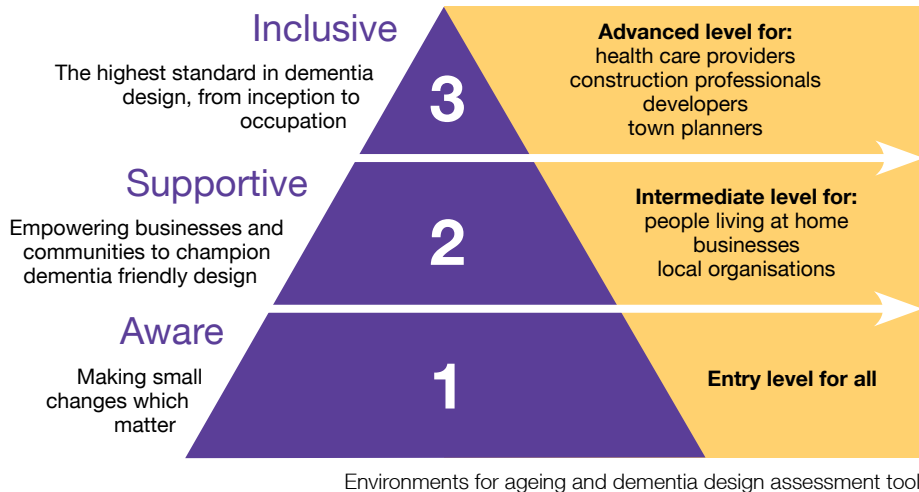 Inclusive
The highest standard in dementia
design, from inception to
occupation
3
Advanced level for:
health care providers
construction professionals
developers
town planners
Supportive
Empowering businesses and
communities to champion
dementia friendly design
2
Intermediate level for:
people living at home
businesses
local organisations
Aware
Making small
changes which
matter
1
Entry level for all
Environments for ageing and dementia design assessment tool